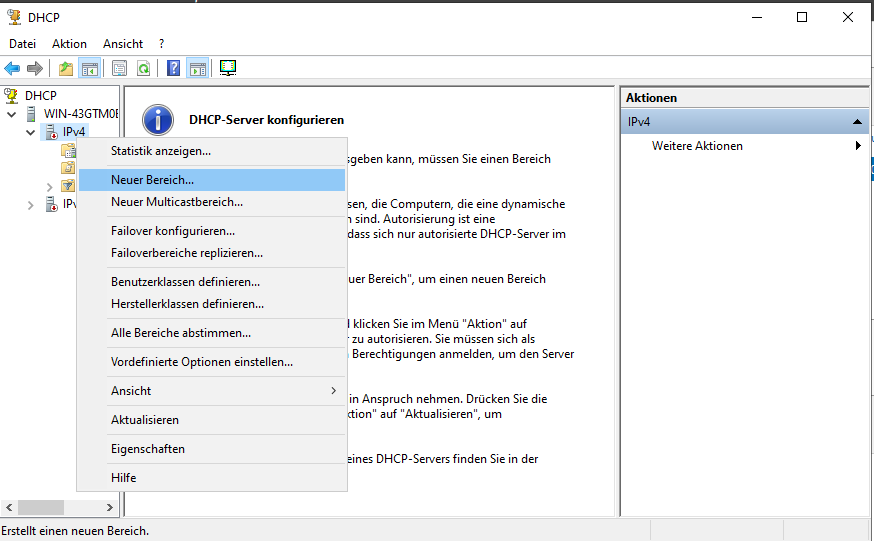 DHCP
Datei Aktion Ansicht ?
DHCP
WIN-43GTM0
IPv4
Statistik anzeigen...
Neuer Bereich...
Neuer Multicastbereich...
Failover konfigurieren...
Failoverbereiche replizieren...
Benutzerklassen definieren...
Herstellerklassen definieren...
Alle Bereiche abstimmen...
Vordefinierte Optionen einstellen...
Ansicht
Aktualisieren
Eigenschaften
Hilfe
DHCP-Server konfigurieren
geben kann, müssen Sie einen Bereich
sen, die Computern, die eine dynamische
n sind. Autorisierung ist eine
dass sich nur autorisierte DHCP-Server im
uer Bereich", um einen neuen Bereich
klicken Sie im Menü "Aktion" auf
zu autorisieren. Sie müssen sich als
Berechtigungen anmelden, um den Server
in Anspruch nehmen. Drücken Sie die
ktion" auf "Aktualisieren", um
eines DHCP-Servers finden Sie in der
Aktionen
IPv4
Weitere Aktionen
Erstellt einen neuen Bereich.